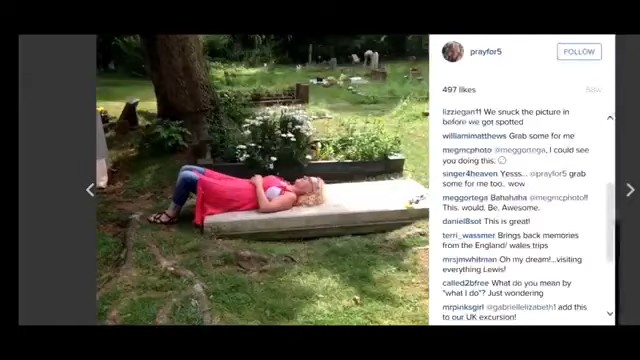 prayfor5
FOLLOW
497 likes
58w
lizziegan11 We snuck the picture in
before we got spotted
williamimatthews Grab some for me
megmcphoto @meggortega, I could see
you doing this.
singer4heaven Yesss... @prayfor5 grab
some for me too. wow
meggortega Bahahaha @megmcphotoff
This. Would. Be. Awesome.
daniel8sot This is great!
terri_wassmer Brings back memories
from the England/ wales trips
mrsjmwhitman Oh my dream!...visiting
everything Lewis!
called2bfree What do you mean by
"what I do"? Just wondering
mrpinksgirl @gabriellelizabeth1 add this
to our UK excursion!